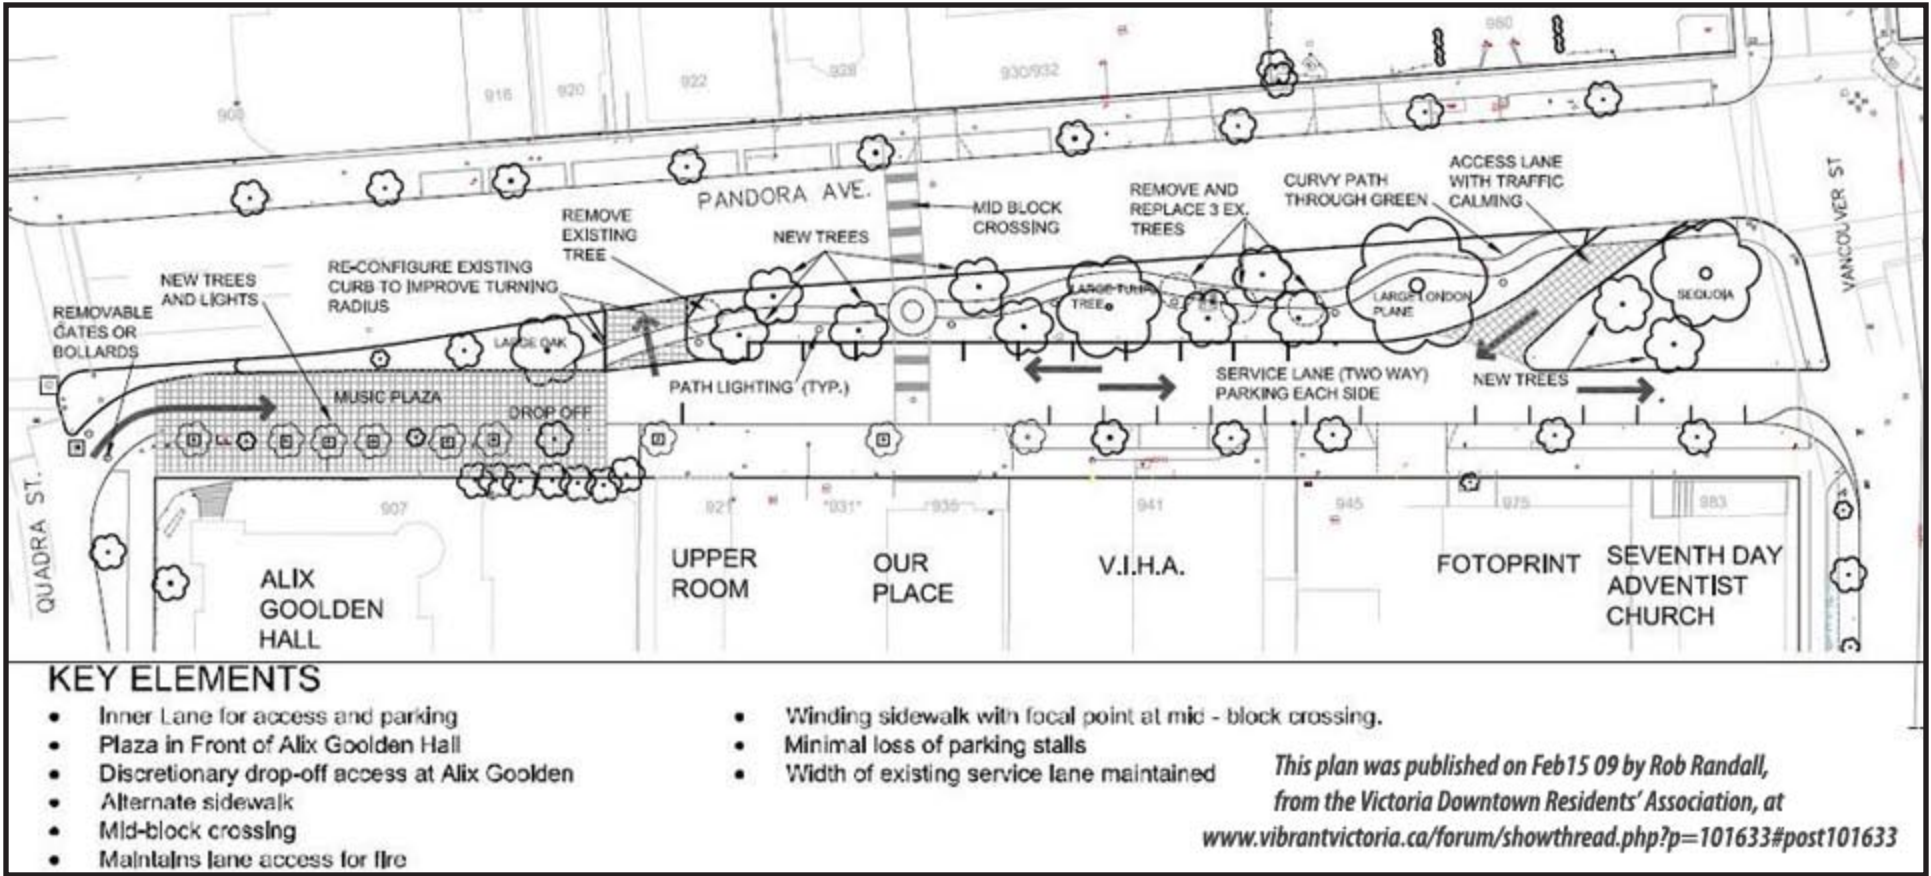 980
916
920
922
928
930/932
900
PANDORA AVE.
VANCOUVER ST
ACCESS LANE
WITH TRAFFIC
CALMING
CURVY PATH
THROUGH GREEN
REMOVE AND
REPLACE 3 EX.
TREES
MID BLOCK
CROSSING
REMOVE
EXISTING
TREE
NEW TREES
RE-CONFIGURE EXISTING
CURB TO IMPROVE TURNING
RADIUS
NEW TREES
AND LIGHTS
REMOVABLE
GATES OR
BOLLARDS
LARGE OAK
LARGE TULIP
TREE
LARGE LONDON
PLANE
SEQUOIA
MUSIC PLAZA
DROP OFF
PATH LIGHTING (TYP.)
SERVICE LANE (TWO WAY)
PARKING EACH SIDE
NEW TREES
QUADRA ST.
907
"931"
"935"
941
945
975
983
ALIX
GOOLDEN
HALL
UPPER
ROOM
OUR
PLACE
V.I.H.A.
FOTOPRINT
SEVENTH DAY
ADVENTIST
CHURCH
KEY ELEMENTS
• Inner Lane for access and parking
• Plaza in Front of Alix Goolden Hall
• Discretionary drop-off access at Alix Goolden
• Alternate sidewalk
• Mid-block crossing
• Maintains lane access for fire
• Winding sidewalk with focal point at mid - block crossing.
• Minimal loss of parking stalls
• Width of existing service lane maintained
This plan was published on Feb15 09 by Rob Randall,
from the Victoria Downtown Residents' Association, at
www.vibrantvictoria.ca/forum/showthread.php?p=101633#post101633